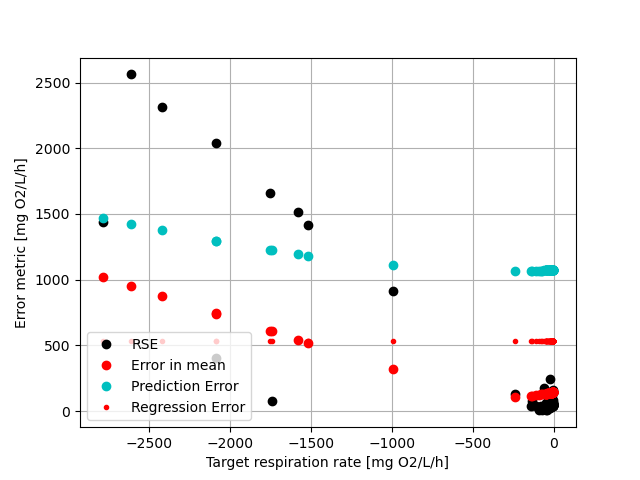 Error metric [mg O2/L/h]
2500
2000
1500
1000
500
0
RSE
Error in mean
Prediction Error
Regression Error
−2500
−2000
−1500
−1000
−500
0
Target respiration rate [mg O2/L/h]